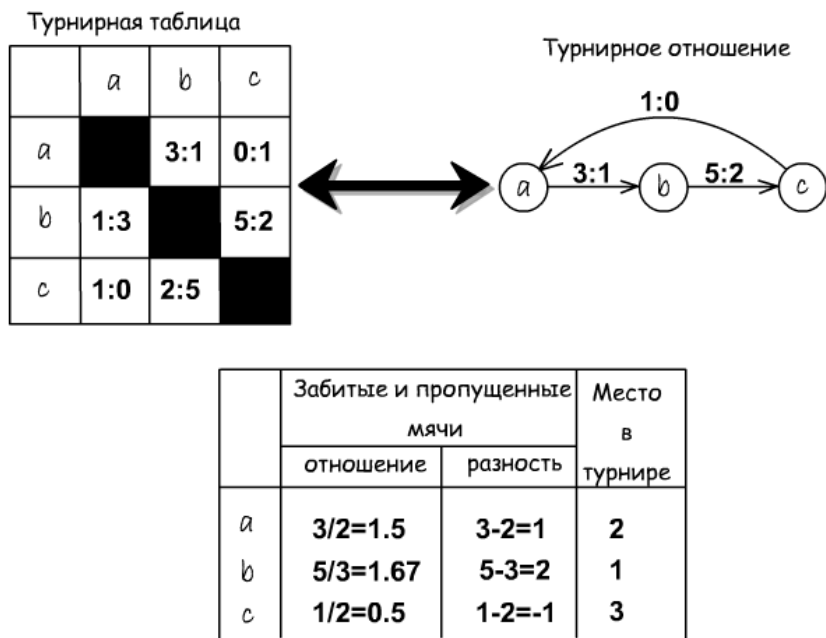 Турнирная таблица
a b c
a 3:1 0:1
b 1:3 5:2
c 1:0 2:5
Турнирное отношение
1:0
a 3:1 b 5:2 c
Забитые и пропущенные мячи Место в турнире
отношение разность
a 3/2=1.5 3-2=1 2
b 5/3=1.67 5-3=2 1
c 1/2=0.5 1-2=-1 3